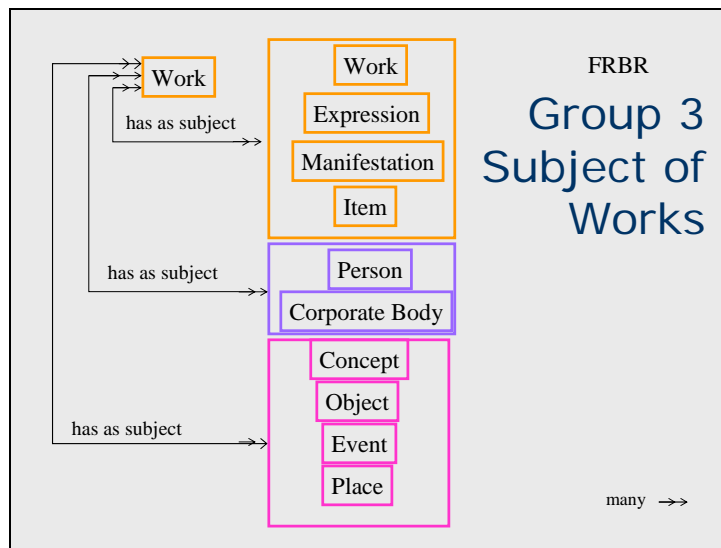 FRBR
Group 3
Subject of
Works
Work
has as subject
Work
Expression
Manifestation
Item
has as subject
Person
Corporate Body
has as subject
Concept
Object
Event
Place
many